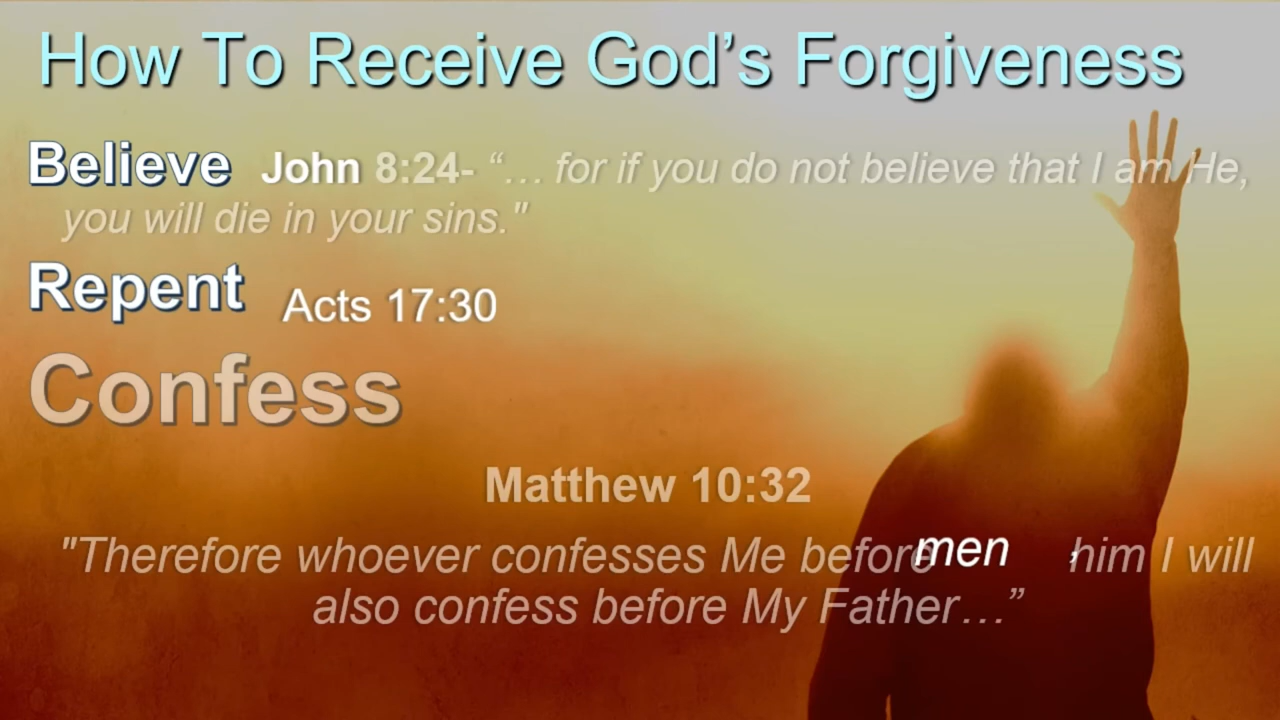 How To Receive God’s Forgiveness
Believe John 8:24- “… for if you do not believe that I am He,
you will die in your sins."
Repent Acts 17:30
Confess
Matthew 10:32
"Therefore whoever confesses Me before men , him I will
also confess before My Father…”